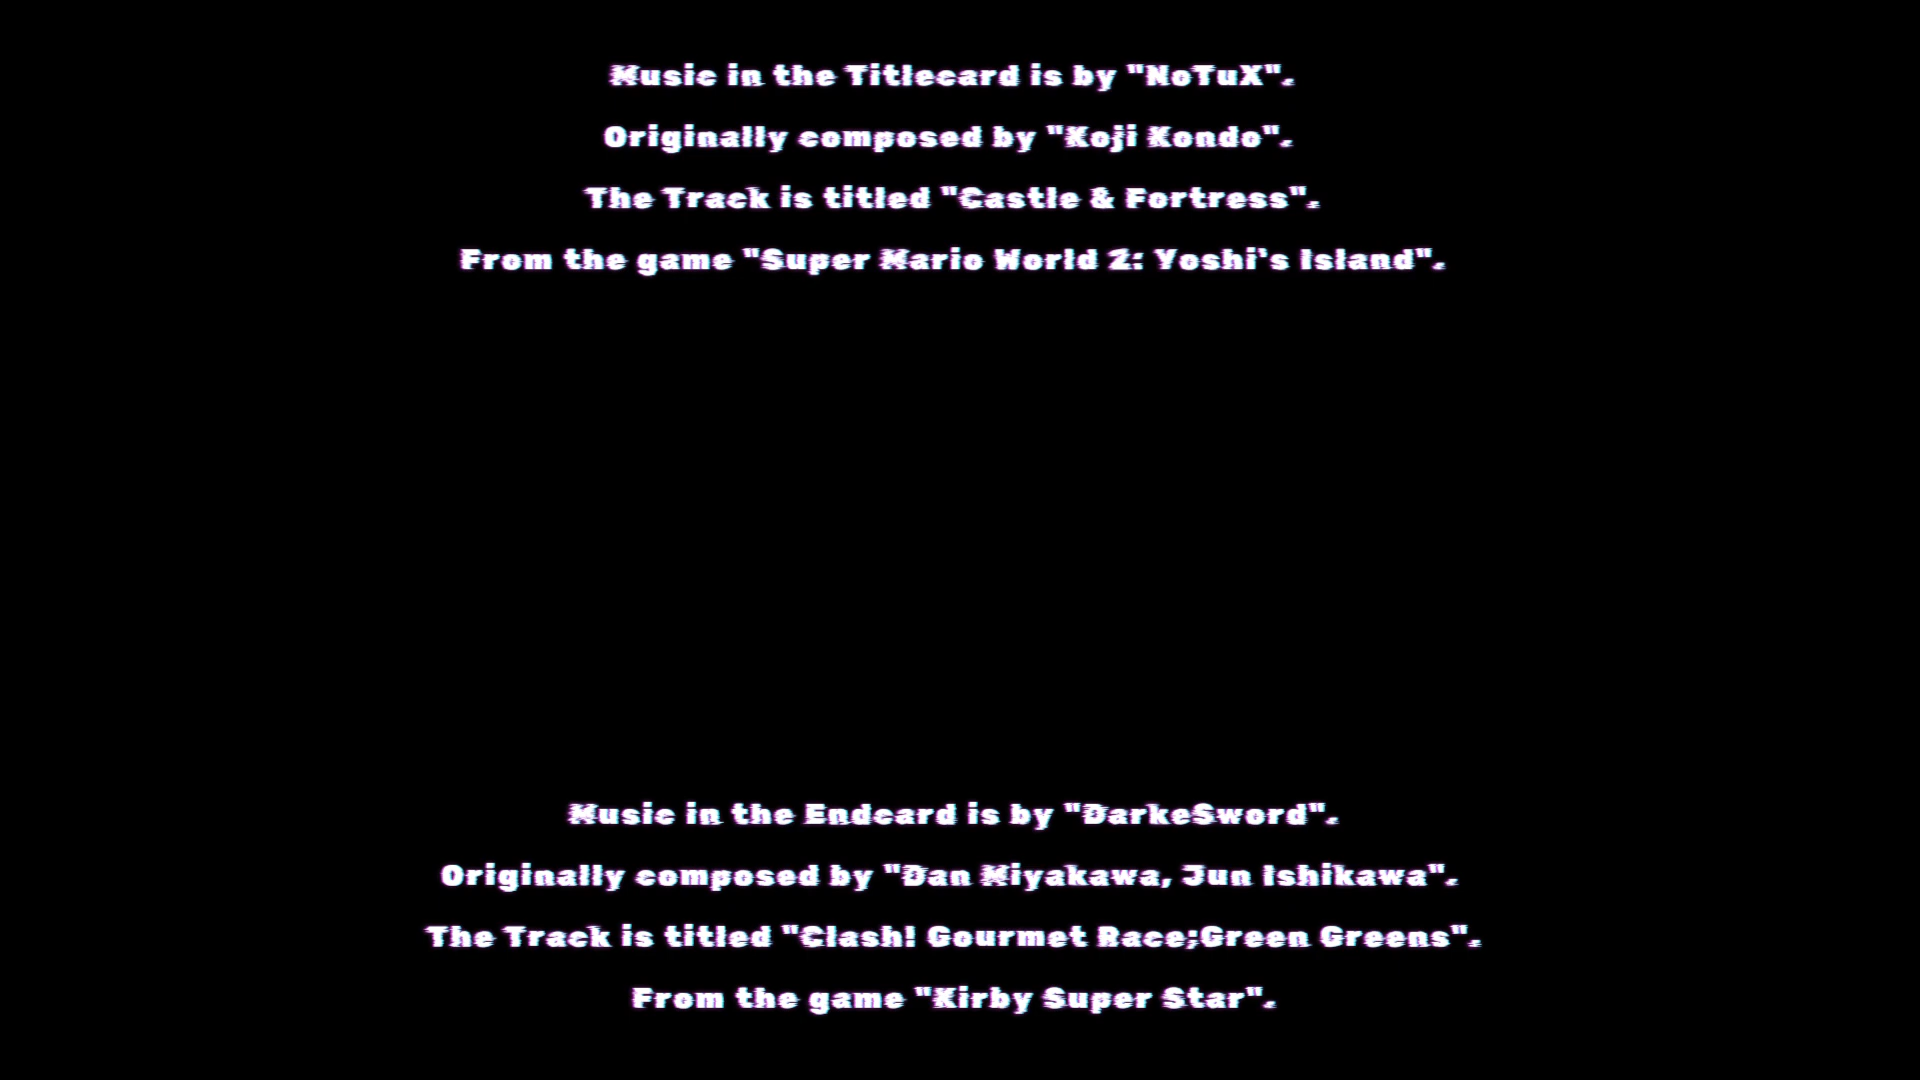 Music in the Titlecard is by "NoTuX".
Originally composed by "Koji Kondo".
The Track is titled "Castle & Fortress".
From the game "Super Mario World 2: Yoshi's Island".
Music in the Endcard is by "DarkeSword".
Originally composed by "Dan Miyakawa, Jun Ishikawa".
The Track is titled "Clash! Gourmet Race;Green Greens".
From the game "Kirby Super Star".